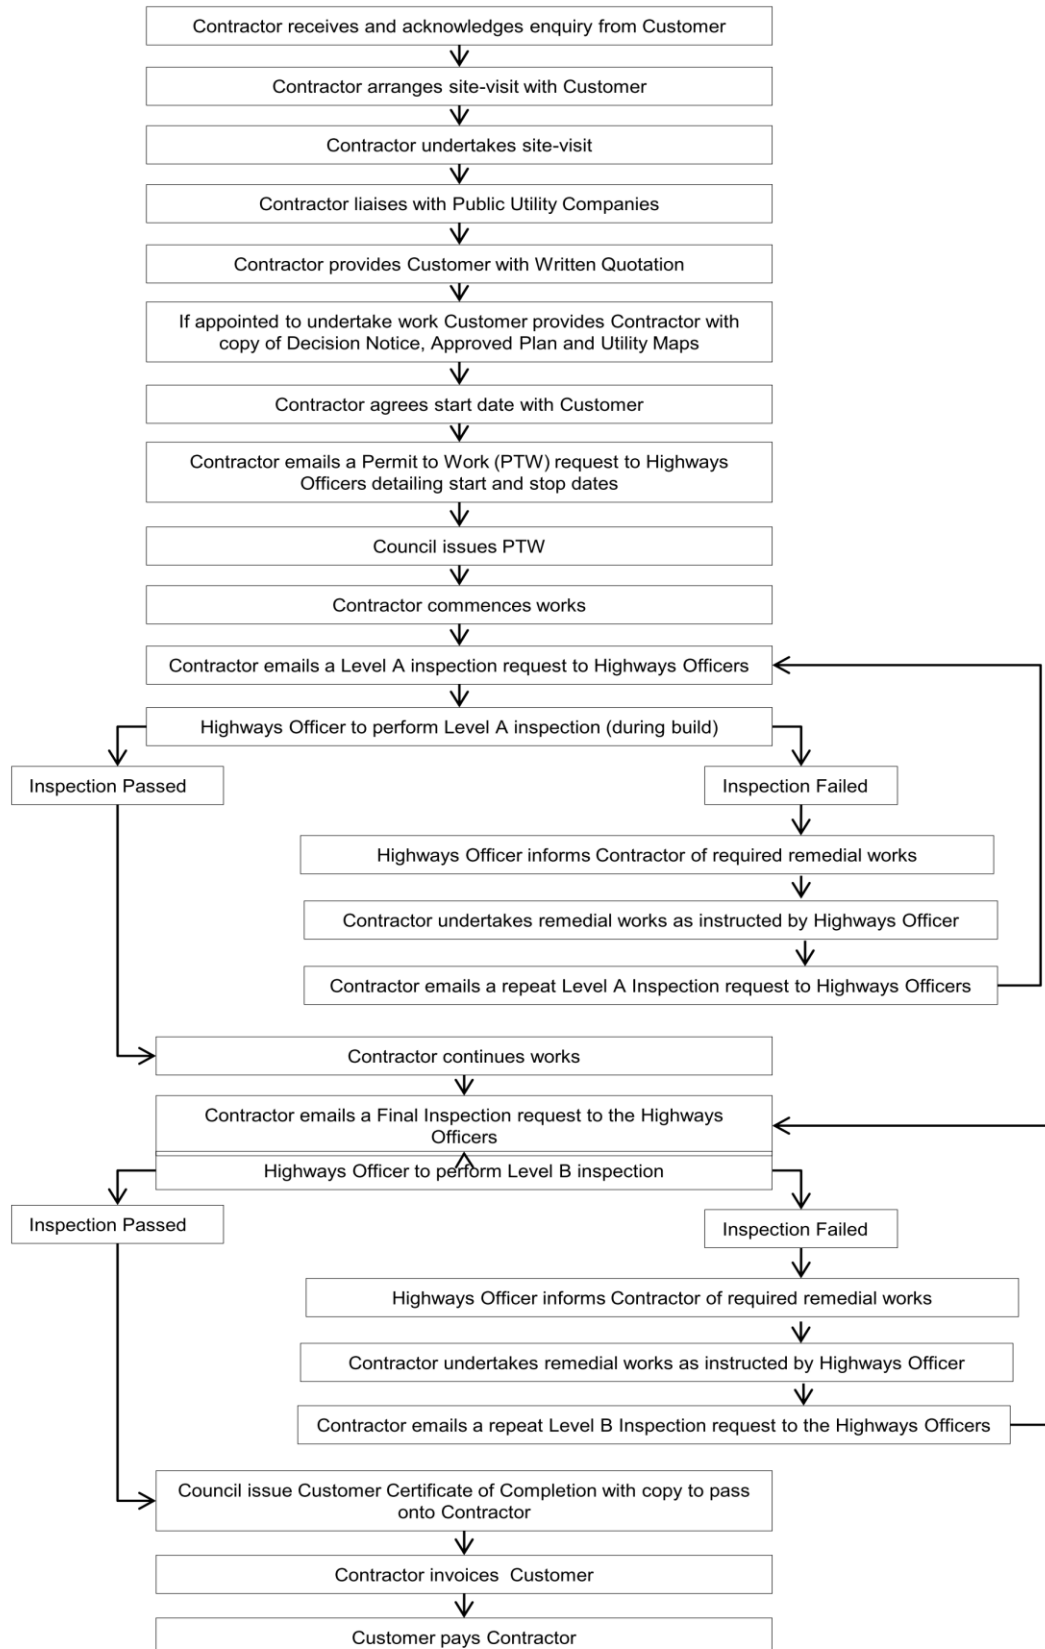 Contractor receives and acknowledges enquiry from Customer
Contractor arranges site-visit with Customer
Contractor undertakes site-visit
Contractor liaises with Public Utility Companies
Contractor provides Customer with Written Quotation
If appointed to undertake work Customer provides Contractor with
copy of Decision Notice, Approved Plan and Utility Maps
Contractor agrees start date with Customer
Contractor emails a Permit to Work (PTW) request to Highways
Officers detailing start and stop dates
Council issues PTW
Contractor commences works
Contractor emails a Level A inspection request to Highways Officers
Highways Officer to perform Level A inspection (during build)
Inspection Passed
Inspection Failed
Highways Officer informs Contractor of required remedial works
Contractor undertakes remedial works as instructed by Highways Officer
Contractor emails a repeat Level A Inspection request to Highways Officers
Contractor continues works
Contractor emails a Final Inspection request to the Highways
Officers
Highways Officer to perform Level B inspection
Inspection Passed
Inspection Failed
Highways Officer informs Contractor of required remedial works
Contractor undertakes remedial works as instructed by Highways Officer
Contractor emails a repeat Level B Inspection request to the Highways Officers
Council issue Customer Certificate of Completion with copy to pass
onto Contractor
Contractor invoices  Customer
Customer pays Contractor